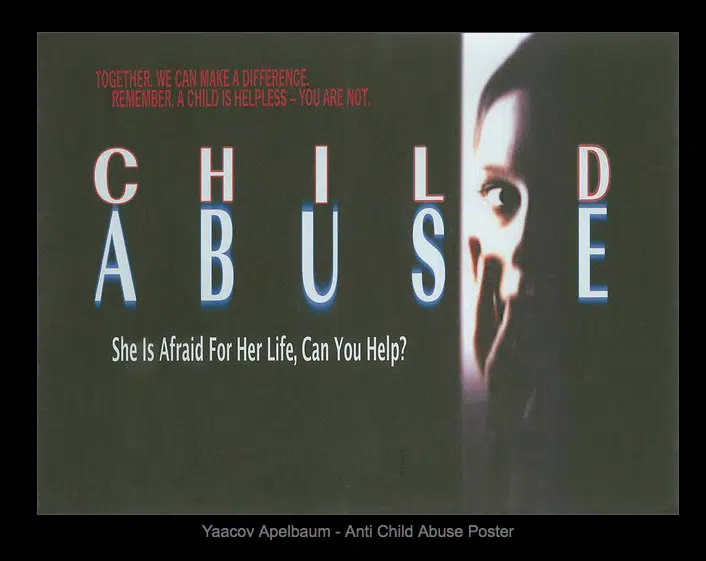 TOGETHER. WE CAN MAKE A DIFFERENCE.
REMEMBER, A CHILD IS HELPLESS – YOU ARE NOT.
CHILD
ABUSE
She Is Afraid For Her Life, Can You Help?
Yaacov Apelbaum - Anti Child Abuse Poster